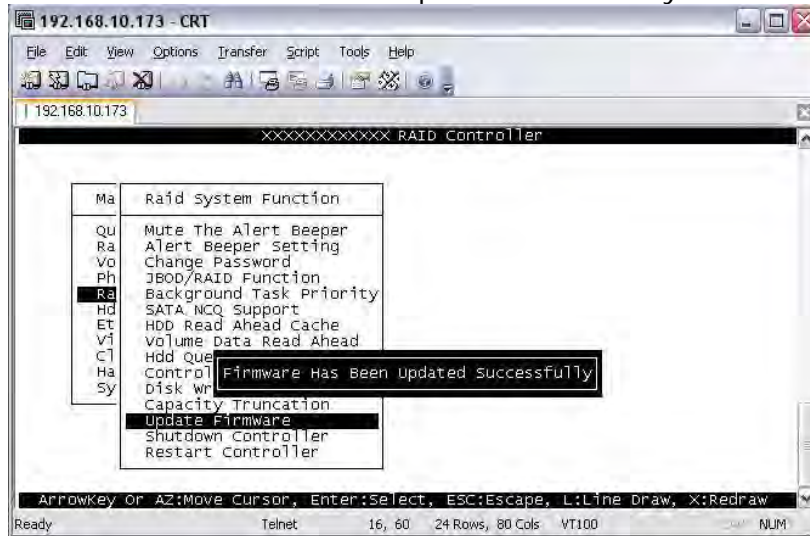 192.168.10.173 - CRT
File Edit View Options Transfer Script Tools Help
192.168.10.173
XXXXXXXXXXXX RAID Controller
Ma
Raid System Function
Qu
Mute The Alert Beeper
Ra
Alert Beeper Setting
Vo
Change Password
Ph
JBOD/RAID Function
Ra
Background Task Priority
Hd
SATA NCQ Support
Et
HDD Read Ahead Cache
Vi
Volume Data Read Ahead
Cl
Hdd Que
Ha
Control
Firmware Has Been Updated Successfully
Sy
Disk Wr
Capacity Truncation
Update Firmware
Shutdown Controller
Restart Controller
ArrowKey Or AZ:Move Cursor, Enter:Select, ESC:Escape, L:Line Draw, X:Redraw
Ready Telnet 16, 60 24 Rows, 80 Cols VT100 NUM